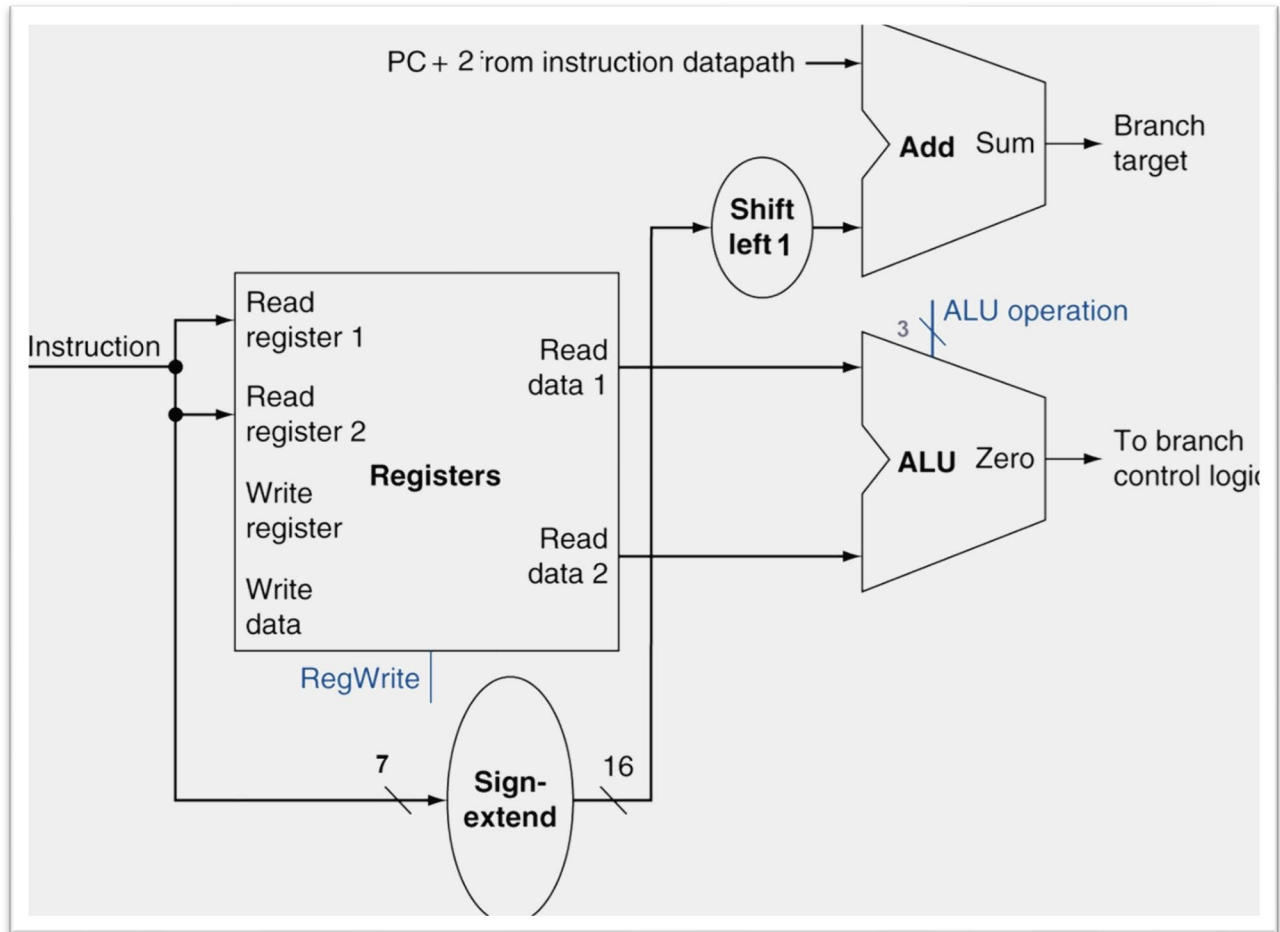 PC + 2 from instruction datapath
Add Sum
Branch
target
Shift
left 1
Instruction
Read
register 1
Read
register 2
Registers
Write
register
Write
data
Read
data 1
Read
data 2
RegWrite
3
ALU operation
ALU Zero
To branch
control logic
7
Sign-
extend
16